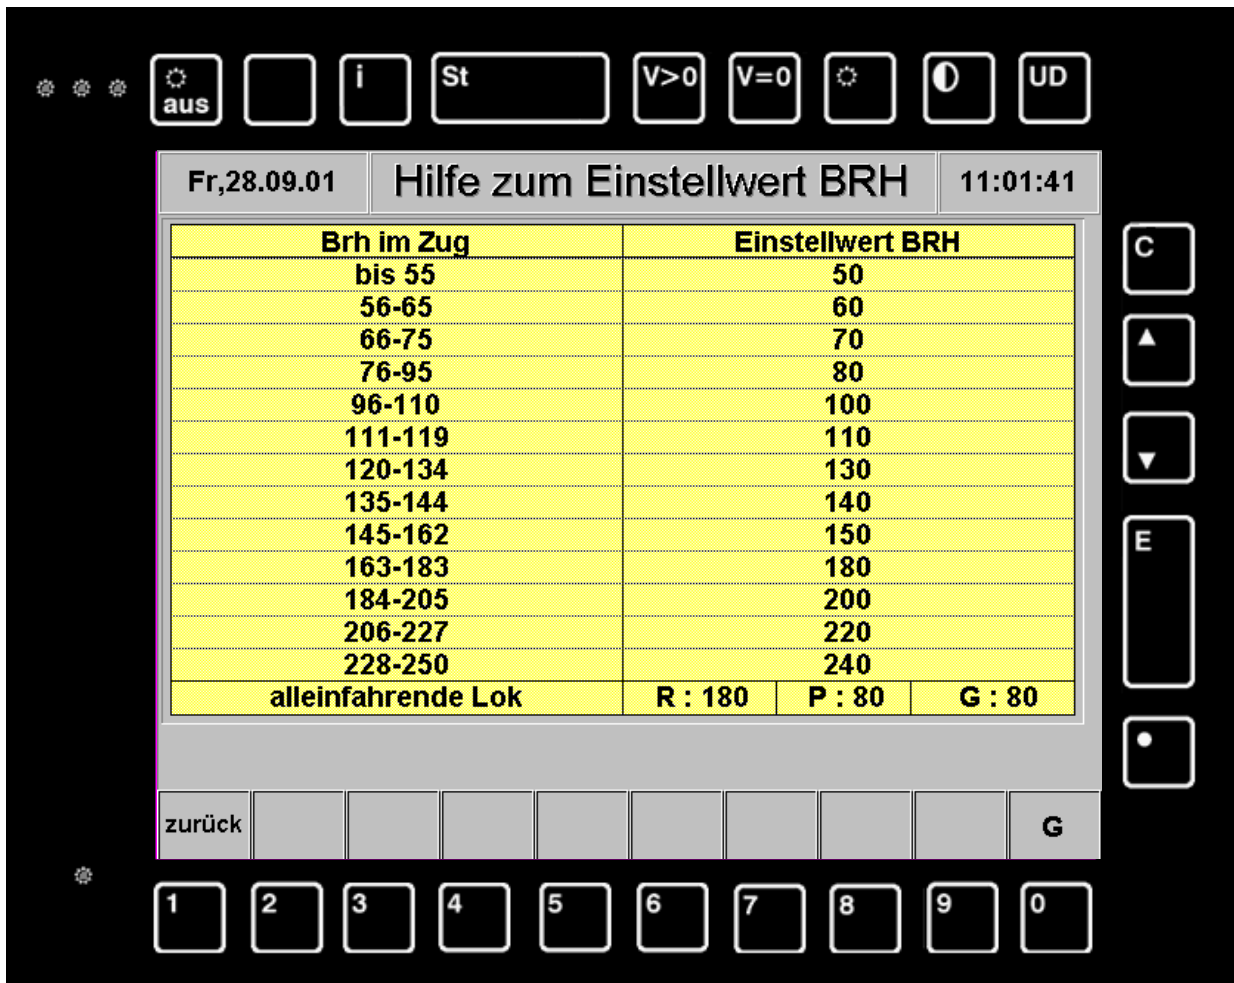 aus
i
St
V>0
V=0
UD
Fr,28.09.01 Hilfe zum Einstellwert BRH 11:01:41
Brh im Zug Einstellwert BRH
bis 55 50
56-65 60
66-75 70
76-95 80
96-110 100
111-119 110
120-134 130
135-144 140
145-162 150
163-183 180
184-205 200
206-227 220
228-250 240
alleinfahrende Lok R : 180 P : 80 G : 80
C
E
zurück G
1 2 3 4 5 6 7 8 9 0